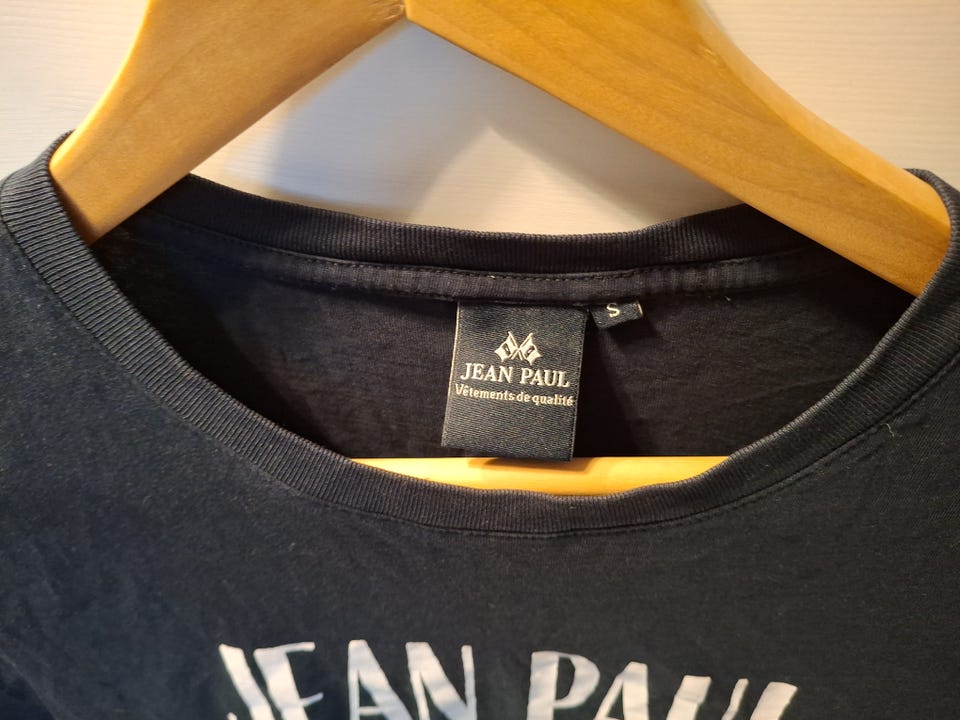 S
JEAN PAUL
Vêtements de qualité
JEAN PAUL